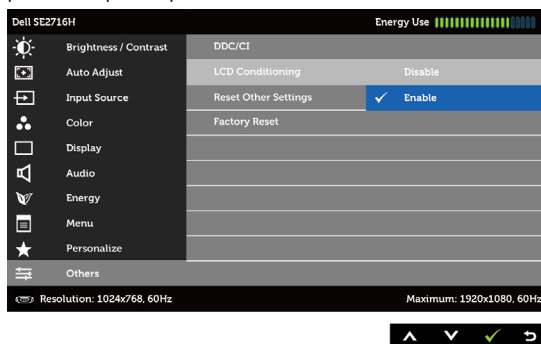 Dell SE2716H Energy Use
Brightness / Contrast DDC/CI
Auto Adjust LCD Conditioning Disable
Input Source Reset Other Settings Enable
Color Factory Reset
Display
Audio
Energy
Menu
Personalize
Others
Resolution: 1024x768, 60Hz Maximum: 1920x1080, 60Hz